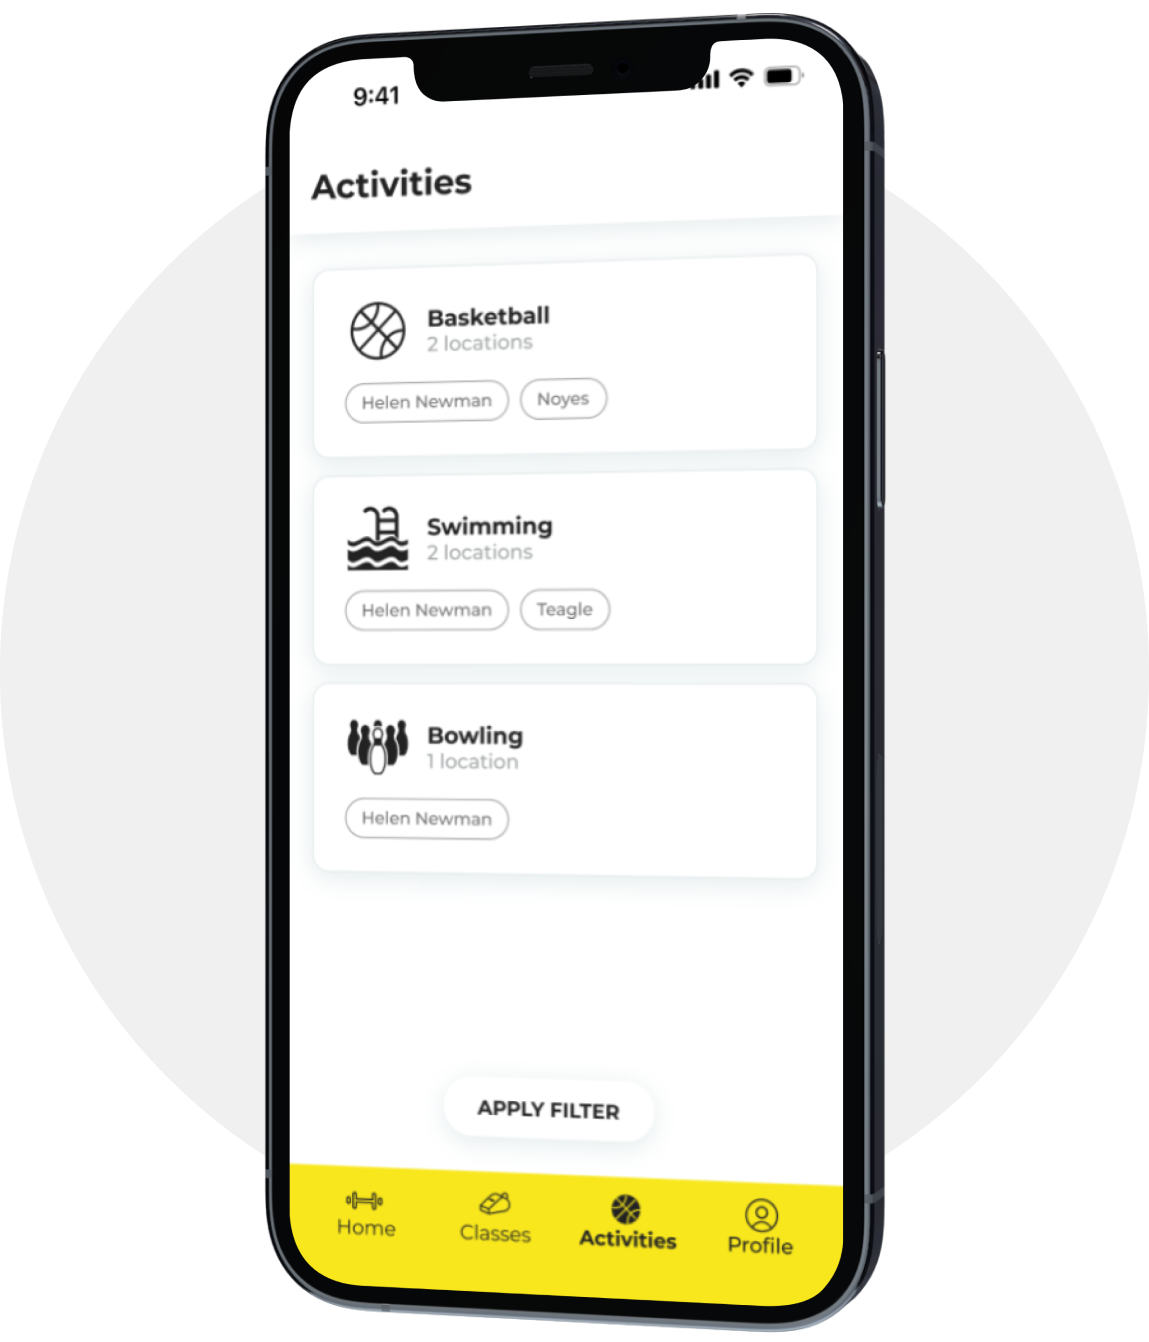 9:41
Activities
Basketball
2 locations
Helen Newman Noyes
Swimming
2 locations
Helen Newman Teagle
Bowling
1 location
Helen Newman
APPLY FILTER
Home Classes Activities Profile